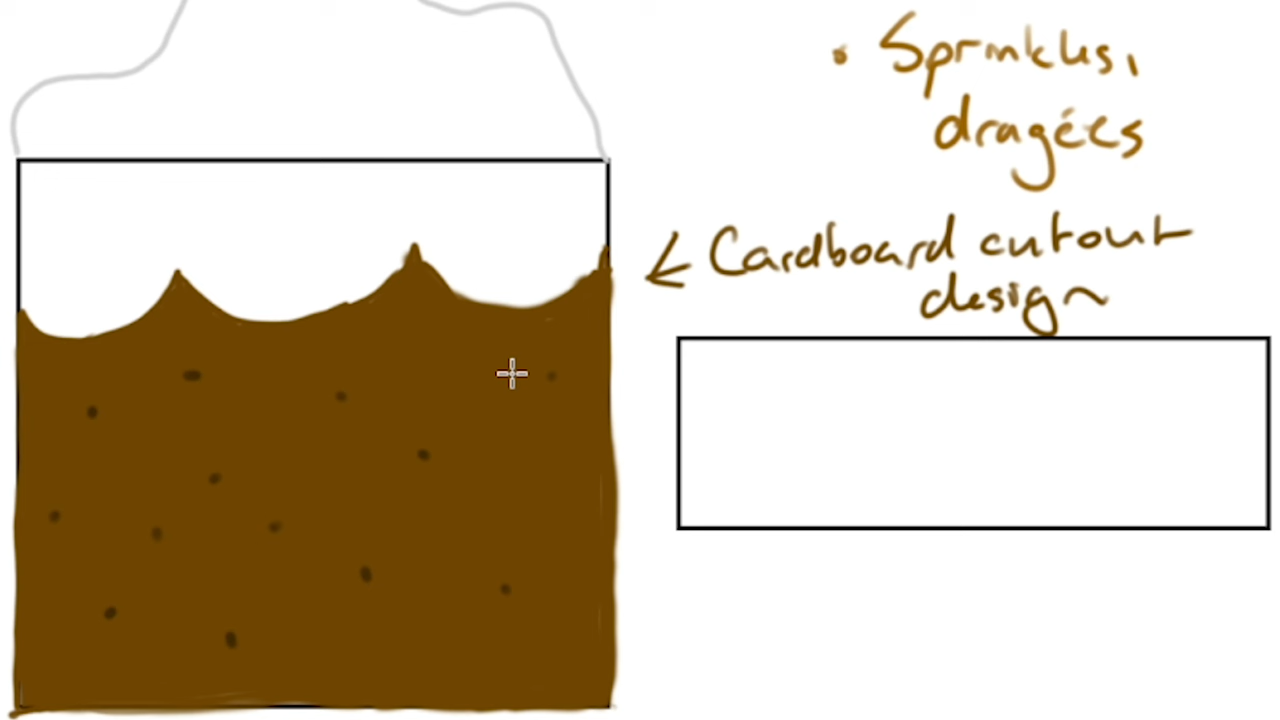 • Sprinkles,
dragées
← Cardboard cutout
design